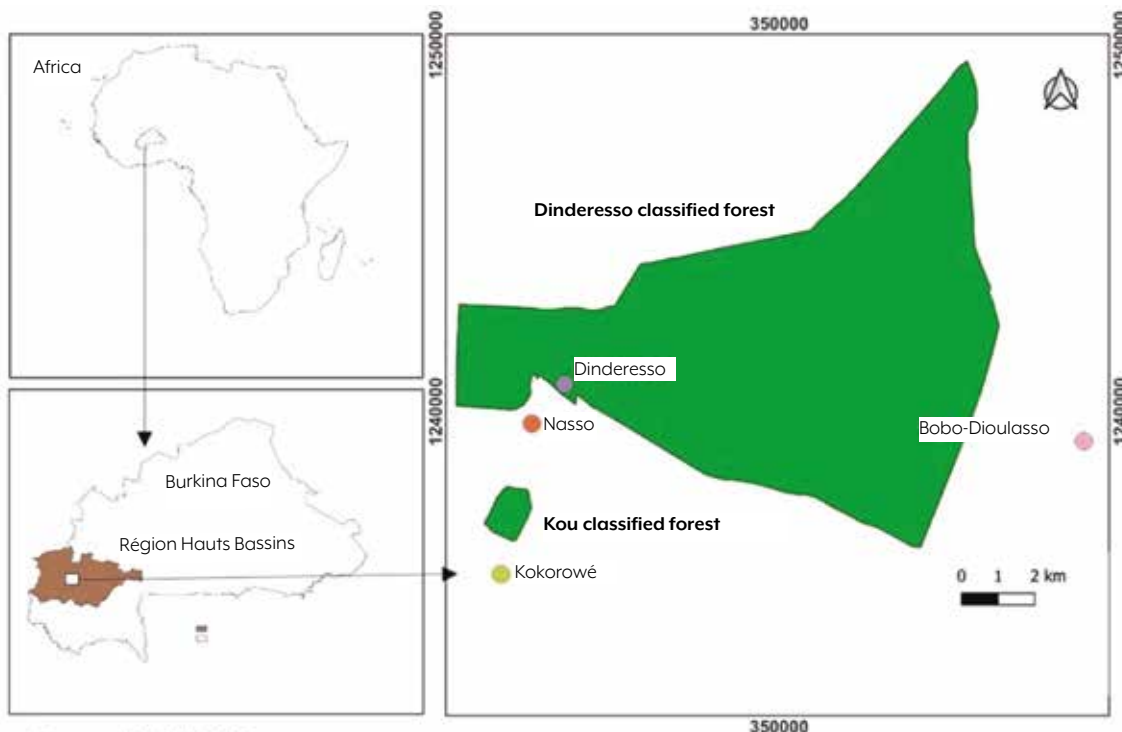 Africa
Burkina Faso
Région Hauts Bassins
350000
1250000
1250000
Dinderesso classified forest
Dinderesso
Nasso
1240000
1240000
Bobo-Dioulasso
Kou classified forest
Kokorowé
0 1 2 km
350000